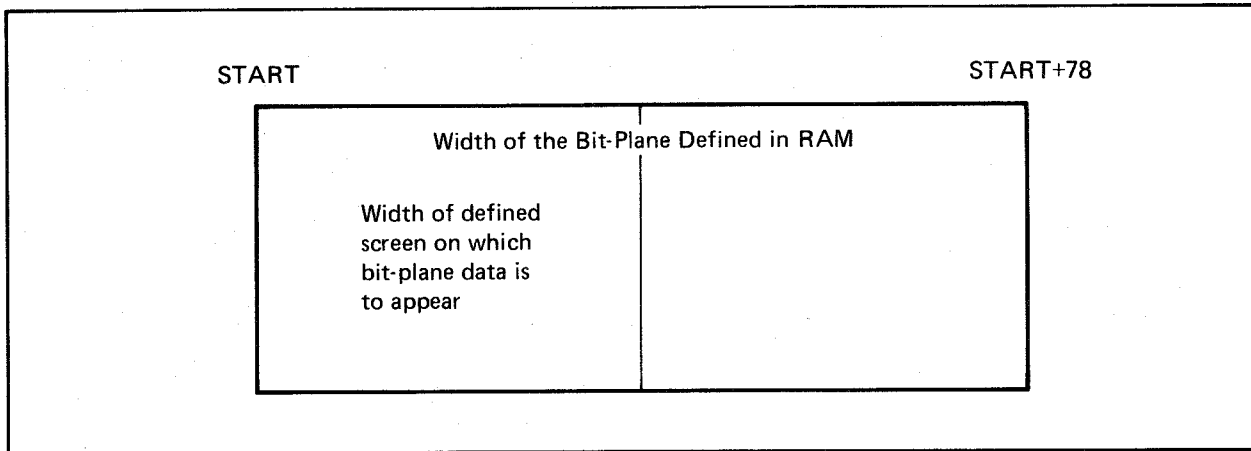 START
START+78
Width of the Bit-Plane Defined in RAM
Width of defined
screen on which
bit-plane data is
to appear